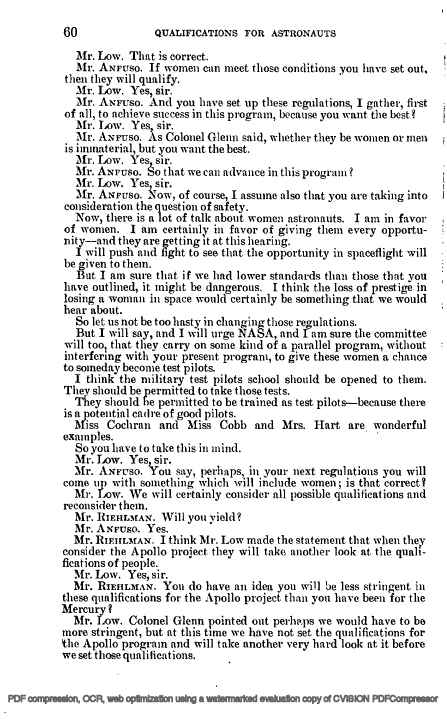 60 QUALIFICATIONS FOR ASTRONAUTS
Mr. Low. That is correct.
Mr. Anfuso. If women can meet those conditions you have set out,
then they will qualify.
Mr. Low. Yes, sir.
Mr. Anfuso. And you have set up these regulations, I gather, first
of all, to achieve success in this program, because you want the best?
Mr. Low. Yes, sir.
Mr. Anfuso. As Colonel Glenn said, whether they be women or men
is immaterial, but you want the best.
Mr. Low. Yes, sir.
Mr. Anfuso. So that we can advance in this program?
Mr. Low. Yes, sir.
Mr. Anfuso. Now, of course, I assume also that you are taking into
consideration the question of safety.
Now, there is a lot of talk about women astronauts. I am in favor
of women. I am certainly in favor of giving them every opportu-
nity—and they are getting it at this hearing.
I will push and fight to see that the opportunity in spaceflight will
be given to them.
But I am sure that if we had lower standards than those that you
have outlined, it might be dangerous. I think the loss of prestige in
losing a woman in space would certainly be something that we would
hear about.
So let us not be too hasty in changing those regulations.
But I will say, and I will urge NASA, and I am sure the committee
will too, that they carry on some kind of a parallel program, without
interfering with your present program, to give these women a chance
to someday become test pilots.
I think the military test pilots school should be opened to them.
They should be permitted to take those tests.
They should be permitted to be trained as test pilots—because there
is a potential cadre of good pilots.
Miss Cochran and Miss Cobb and Mrs. Hart are wonderful
examples.
So you have to take this in mind.
Mr. Low. Yes, sir.
Mr. Anfuso. You say, perhaps, in your next regulations you will
come up with something which will include women; is that correct?
Mr. Low. We will certainly consider all possible qualifications and
reconsider them.
Mr. Riehlman. Will you yield?
Mr. Anfuso. Yes.
Mr. Riehlman. I think Mr. Low made the statement that when they
consider the Apollo project they will take another look at the quali-
fications of people.
Mr. Low. Yes, sir.
Mr. Riehlman. You do have an idea you will be less stringent in
these qualifications for the Apollo project than you have been for the
Mercury?
Mr. Low. Colonel Glenn pointed out perhaps we would have to be
more stringent, but at this time we have not set the qualifications for
the Apollo program and will take another very hard look at it before
we set those qualifications.
PDF compression, OCR, web optimization using a watermarked evaluation copy of CVISION PDFCompressor